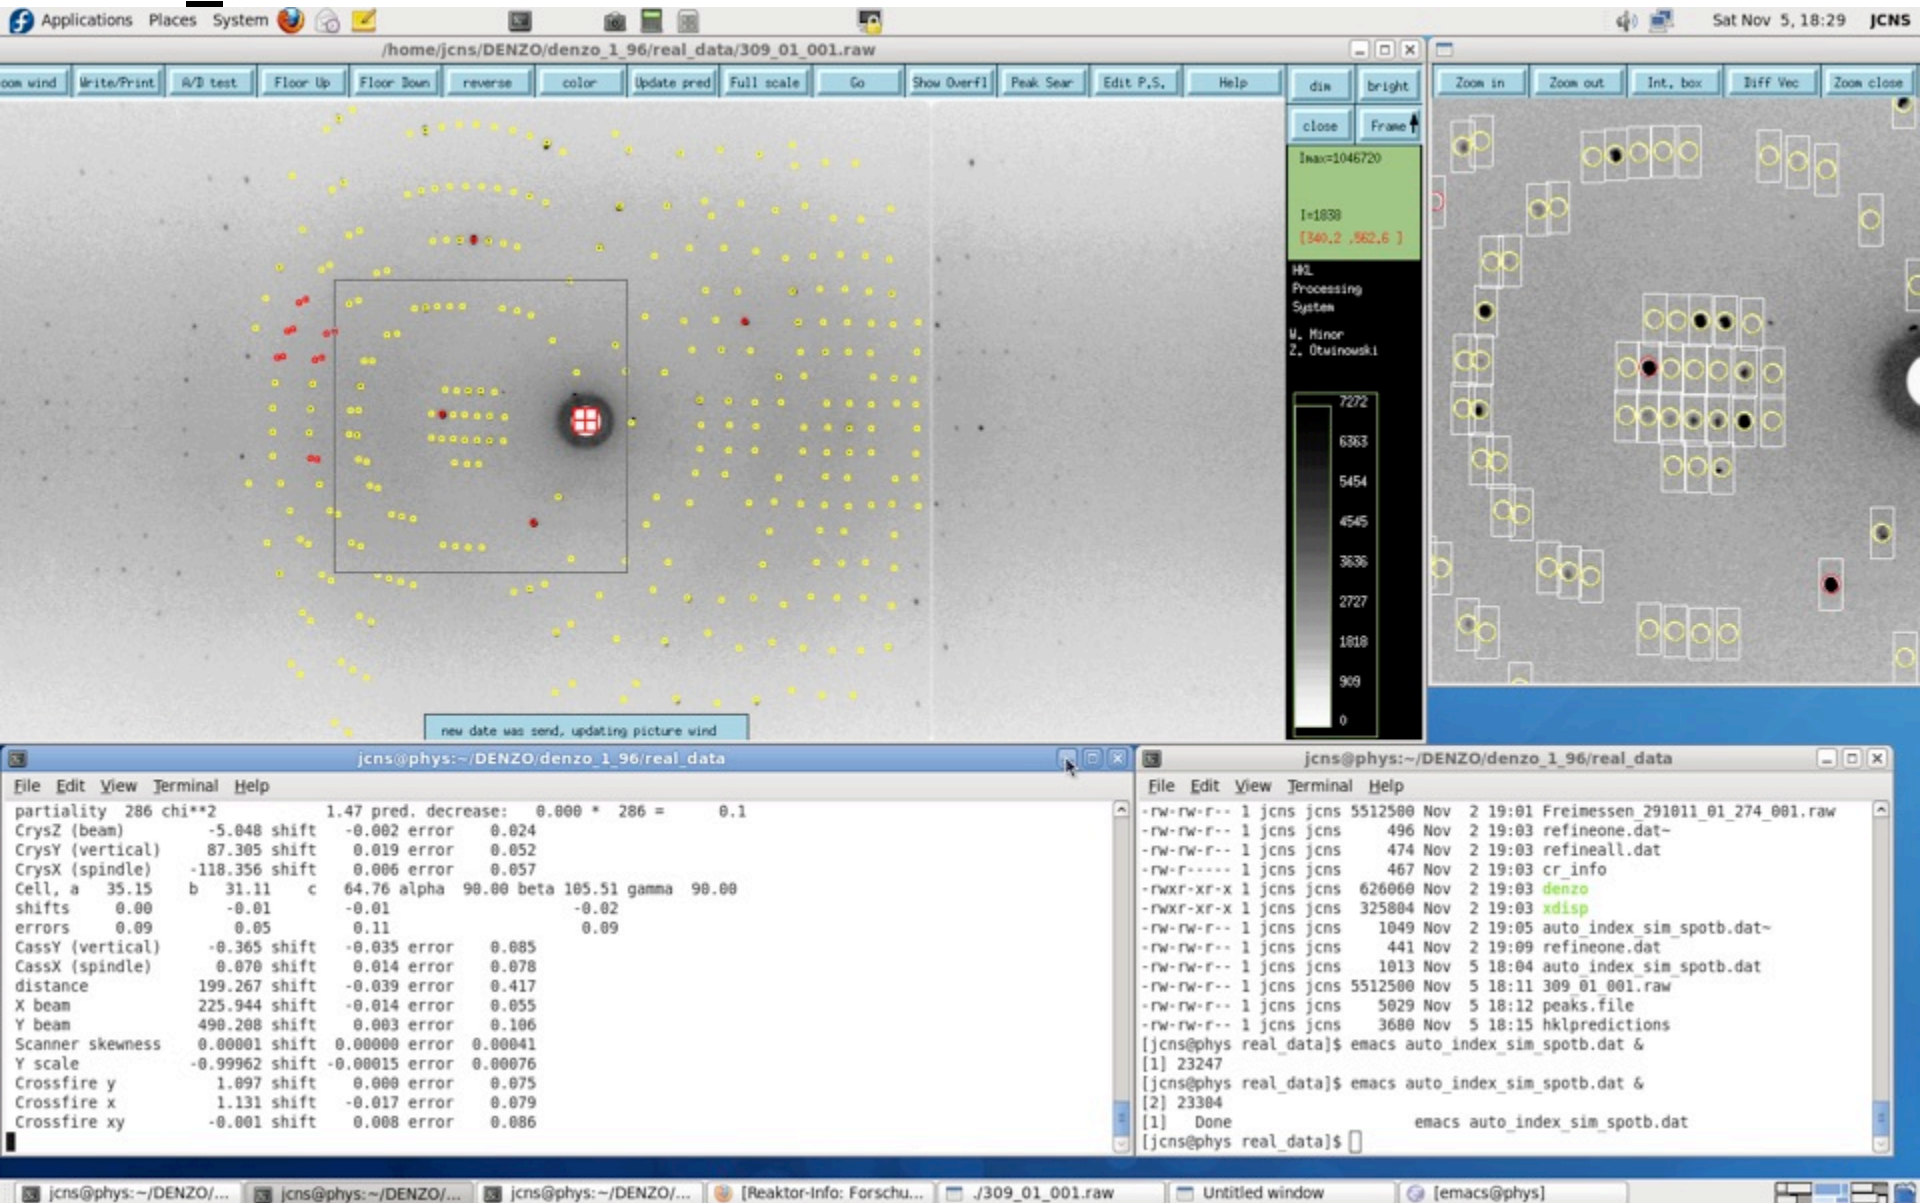 Applications Places System Sat Nov 5, 18:29 JCNS
/home/jcns/DENZO/denzo_1_96/real_data/309_01_001.raw
oom wind Write/Print A/D test Floor Up Floor Down reverse color Update pred Full scale Go Show Overfl Peak Sear Edit P.S. Help
dim bright
close Frame
Imax=1046720
I=1838
[340.2 ,562.6 ]
HKL
Processing
System
W. Minor
Z. Otwinowski
7272
6363
5454
4545
3636
2727
1818
909
0
new date was send, updating picture wind
Zoom in Zoom out Int. box Diff Vec Zoom close
jcns@phys:~/DENZO/denzo_1_96/real_data
File Edit View Terminal Help
partiality 286 chi**2 1.47 pred. decrease: 0.000 * 286 = 0.1
CrysZ (beam) -5.048 shift -0.002 error 0.024
CrysY (vertical) 87.305 shift 0.019 error 0.052
CrysX (spindle) -118.356 shift 0.006 error 0.057
Cell, a 35.15 b 31.11 c 64.76 alpha 90.00 beta 105.51 gamma 90.00
shifts 0.00 -0.01 -0.01 -0.02
errors 0.09 0.05 0.11 0.09
CassY (vertical) -0.365 shift -0.035 error 0.085
CassX (spindle) 0.070 shift 0.014 error 0.078
distance 199.267 shift -0.039 error 0.417
X beam 225.944 shift -0.014 error 0.055
Y beam 490.208 shift 0.003 error 0.106
Scanner skewness 0.00001 shift 0.00000 error 0.00041
Y scale -0.99962 shift -0.00015 error 0.00076
Crossfire y 1.097 shift 0.000 error 0.075
Crossfire x 1.131 shift -0.017 error 0.079
Crossfire xy -0.001 shift 0.008 error 0.086
jcns@phys:~/DENZO/denzo_1_96/real_data
File Edit View Terminal Help
-rw-rw-r-- 1 jcns jcns 5512500 Nov 2 19:01 Freimessen_291011_01_274_001.raw
-rw-rw-r-- 1 jcns jcns 496 Nov 2 19:03 refineone.dat~
-rw-rw-r-- 1 jcns jcns 474 Nov 2 19:03 refineall.dat
-rw-r----- 1 jcns jcns 467 Nov 2 19:03 cr_info
-rwxr-xr-x 1 jcns jcns 626060 Nov 2 19:03 denzo
-rwxr-xr-x 1 jcns jcns 325804 Nov 2 19:03 xdisp
-rw-rw-r-- 1 jcns jcns 1049 Nov 2 19:05 auto_index_sim_spotb.dat~
-rw-rw-r-- 1 jcns jcns 441 Nov 2 19:09 refineone.dat
-rw-rw-r-- 1 jcns jcns 1013 Nov 5 18:04 auto_index_sim_spotb.dat
-rw-rw-r-- 1 jcns jcns 5512500 Nov 5 18:11 309_01_001.raw
-rw-rw-r-- 1 jcns jcns 5029 Nov 5 18:12 peaks.file
-rw-rw-r-- 1 jcns jcns 3680 Nov 5 18:15 hklpredictions
[jcns@phys real_data]$ emacs auto_index_sim_spotb.dat &
[1] 23247
[jcns@phys real_data]$ emacs auto_index_sim_spotb.dat &
[2] 23304
[1] Done emacs auto_index_sim_spotb.dat
[jcns@phys real_data]$
jcns@phys:~/DENZO/... jcns@phys:~/DENZO/... jcns@phys:~/DENZO/... [Reaktor-Info: Forschu... ./309_01_001.raw Untitled window [emacs@phys]